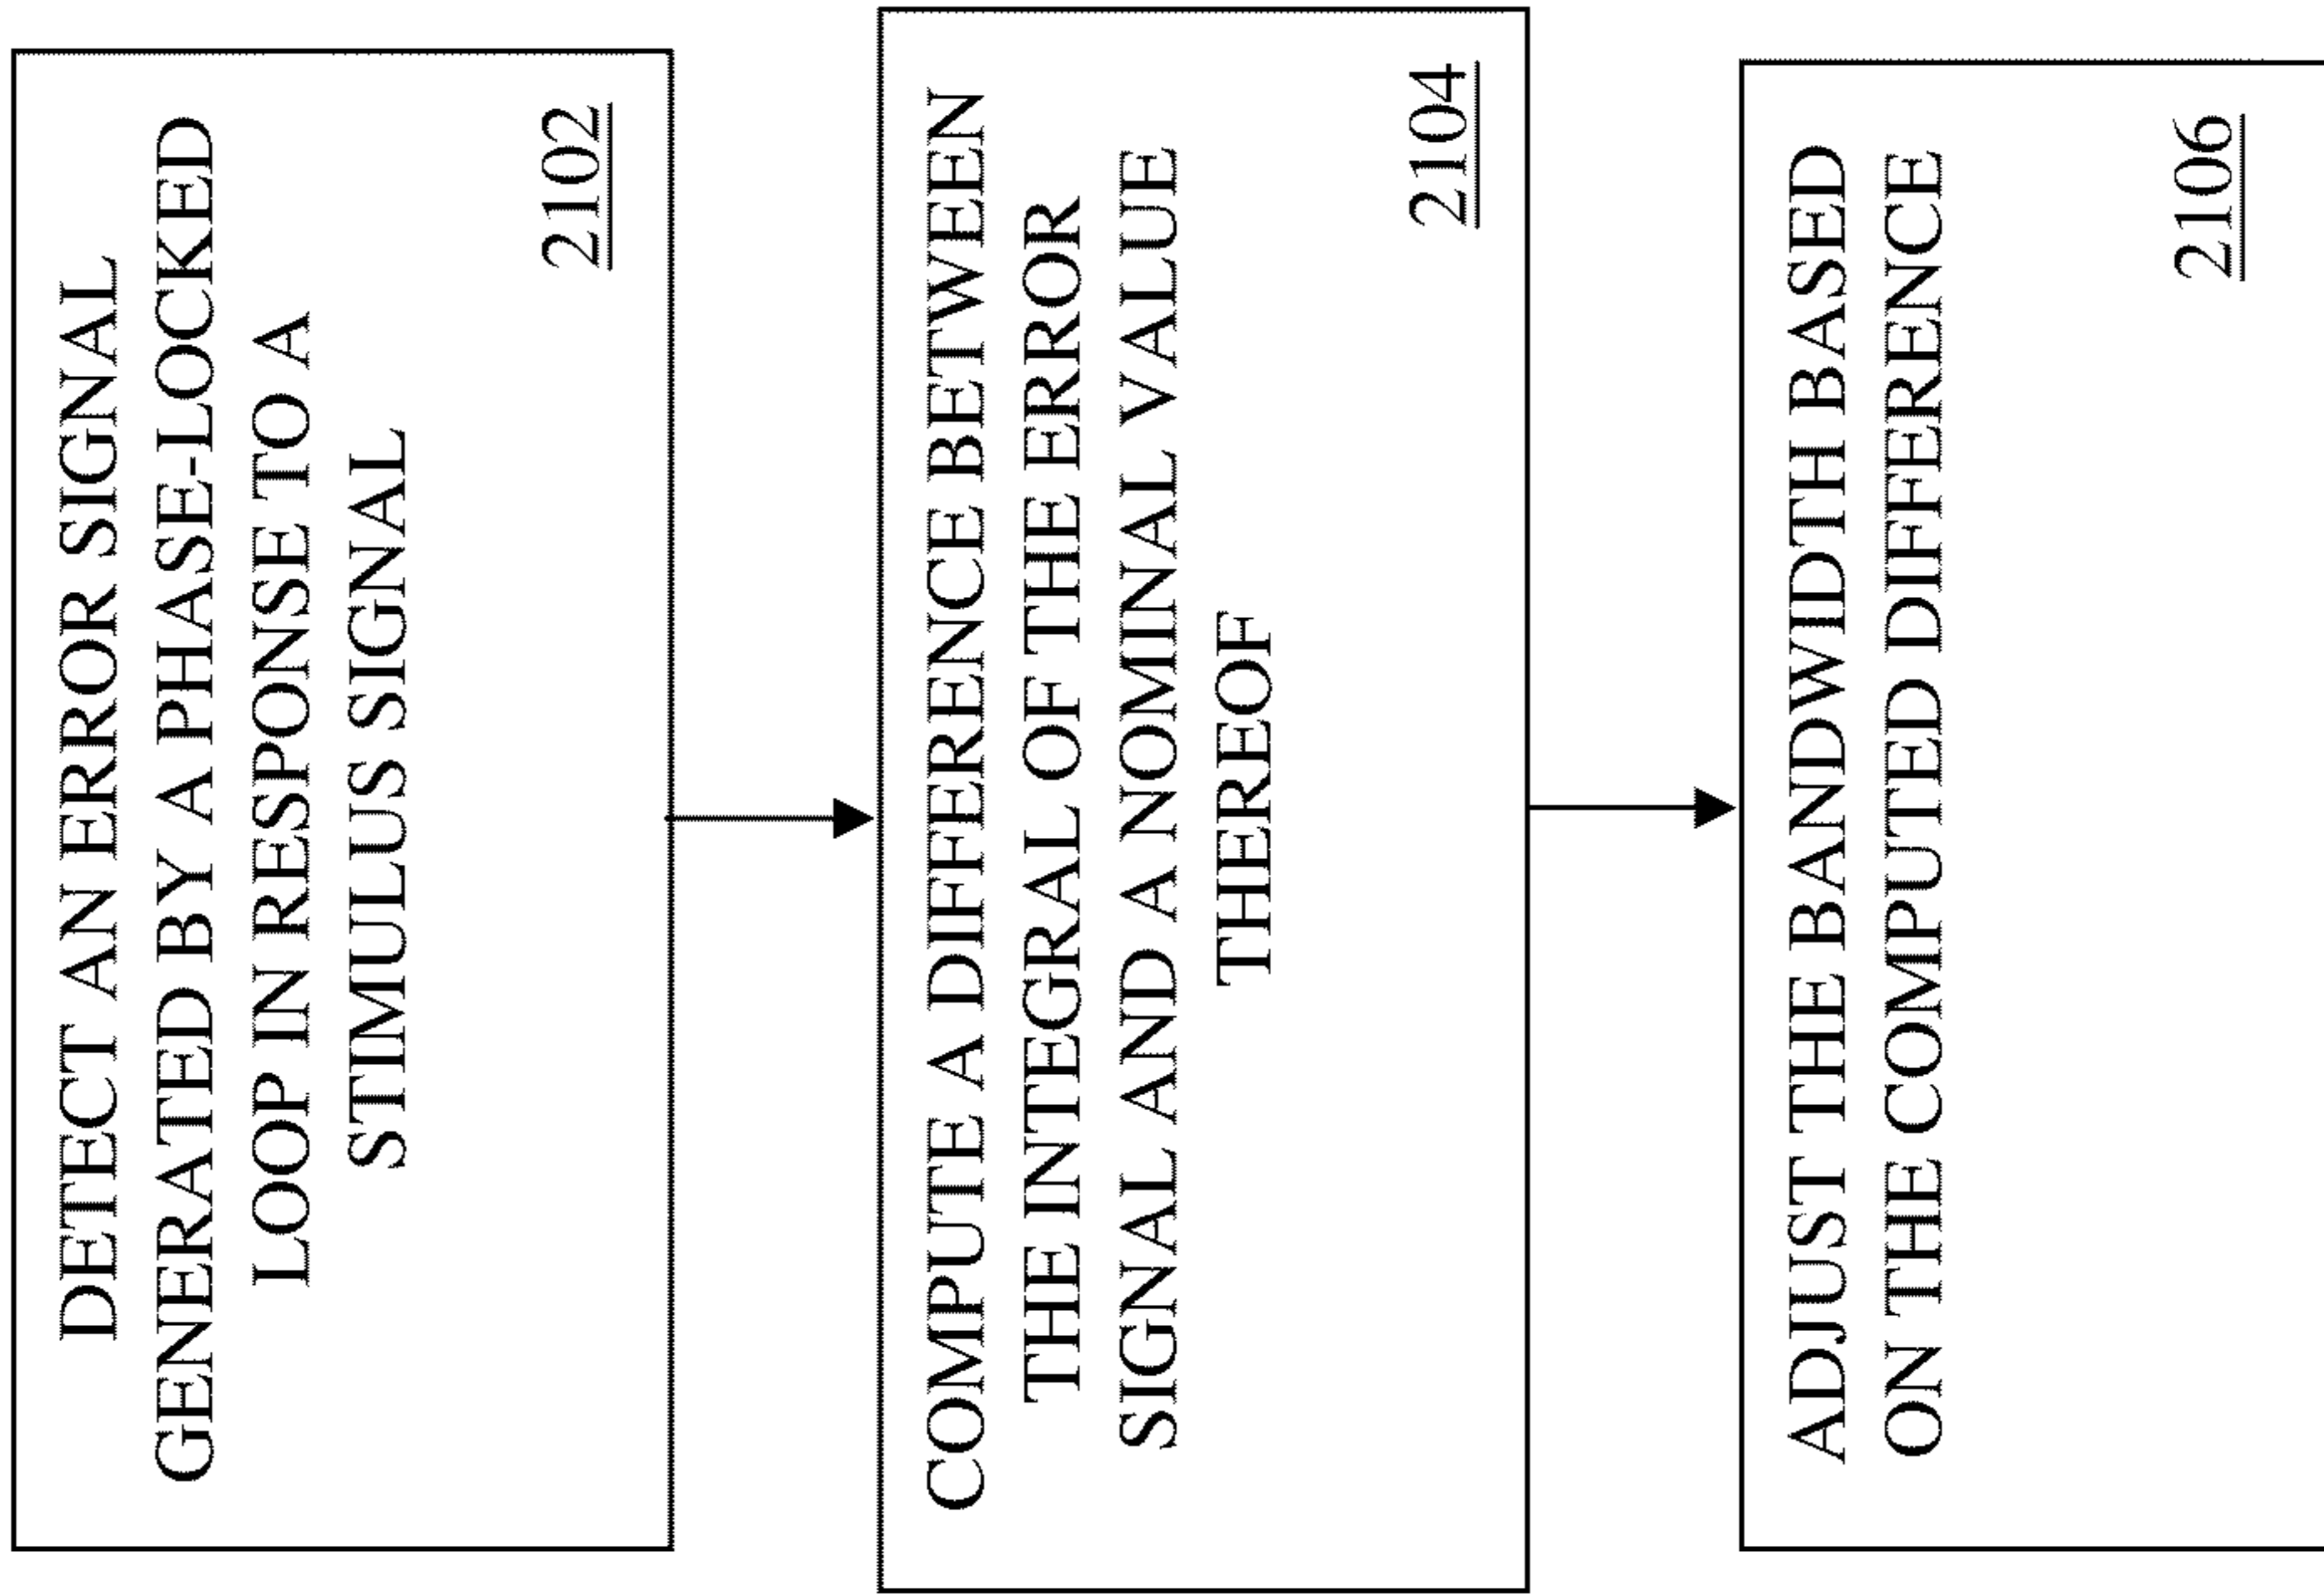 DETECT AN ERROR SIGNAL
GENERATED BY A PHASE-LOCKED
LOOP IN RESPONSE TO A
STIMULUS SIGNAL
2102
COMPUTE A DIFFERENCE BETWEEN
THE INTEGRAL OF THE ERROR
SIGNAL AND A NOMINAL VALUE
THEREOF
2104
ADJUST THE BANDWIDTH BASED
ON THE COMPUTED DIFFERENCE
2106